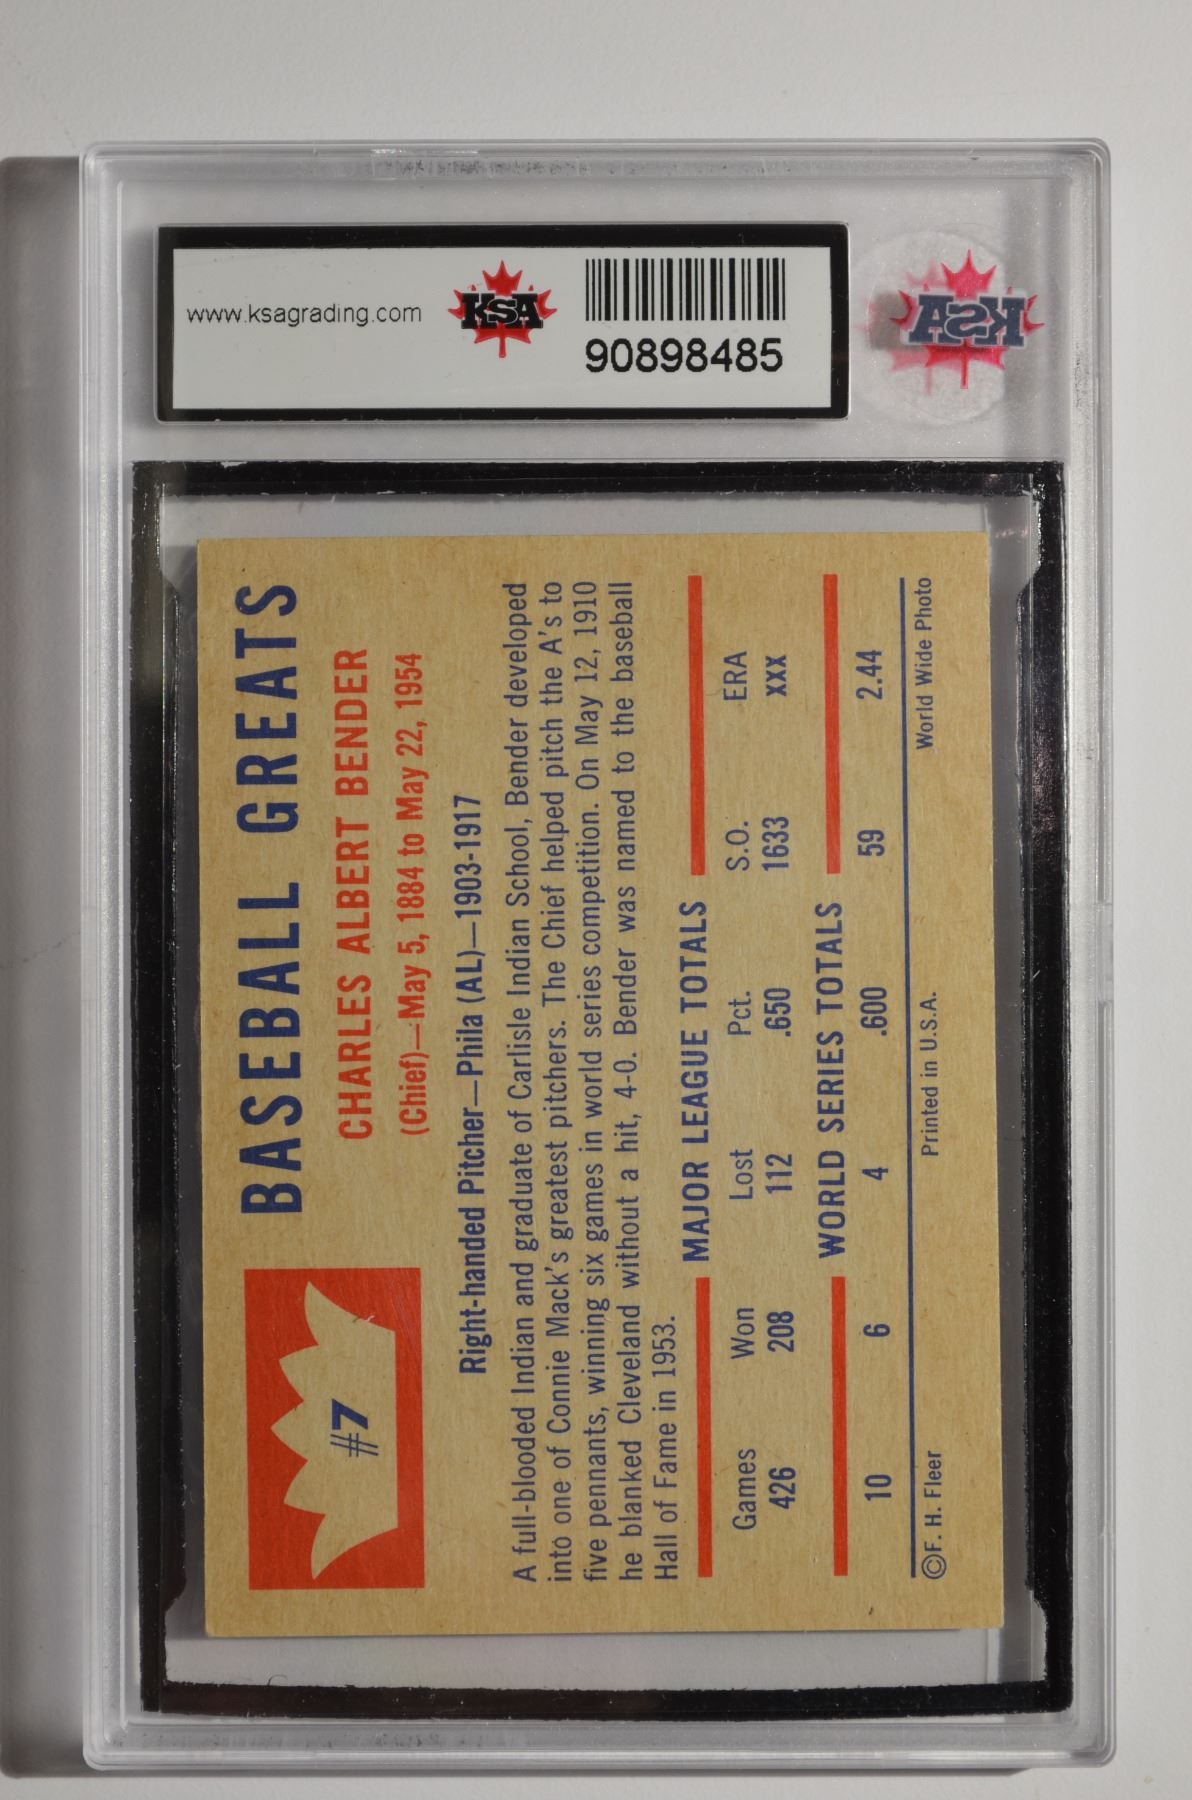 www.ksagrading.com
KSA
90898485
KSA
BASEBALL GREATS
#7
CHARLES ALBERT BENDER
(Chief)—May 5, 1884 to May 22, 1954
Right-handed Pitcher—Phila (AL)—1903-1917
A full-blooded Indian and graduate of Carlisle Indian School, Bender developed
into one of Connie Mack's greatest pitchers. The Chief helped pitch the A's to
five pennants, winning six games in world series competition. On May 12, 1910
he blanked Cleveland without a hit, 4-0. Bender was named to the baseball
Hall of Fame in 1953.
MAJOR LEAGUE TOTALS
Games Won Lost Pct. S.O. ERA
426 208 112 .650 1633 XXX
WORLD SERIES TOTALS
10 6 4 .600 59 2.44
©F. H. Fleer Printed in U.S.A. World Wide Photo